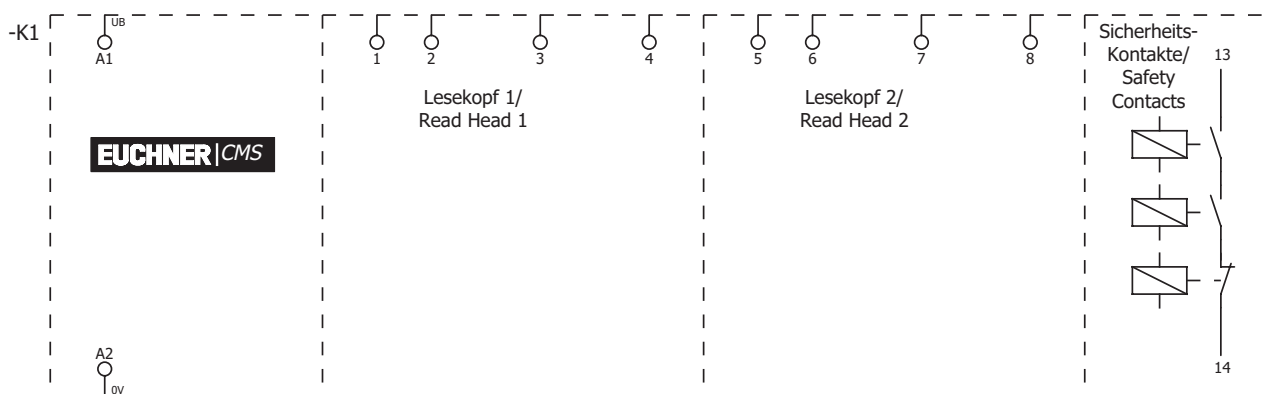 -K1
UB
A1
1
2
3
4
5
6
7
8
Sicherheits-
Kontakte/
Safety
Contacts
13
Lesekopf 1/
Read Head 1
Lesekopf 2/
Read Head 2
EUCHNER|CMS
A2
0V
14